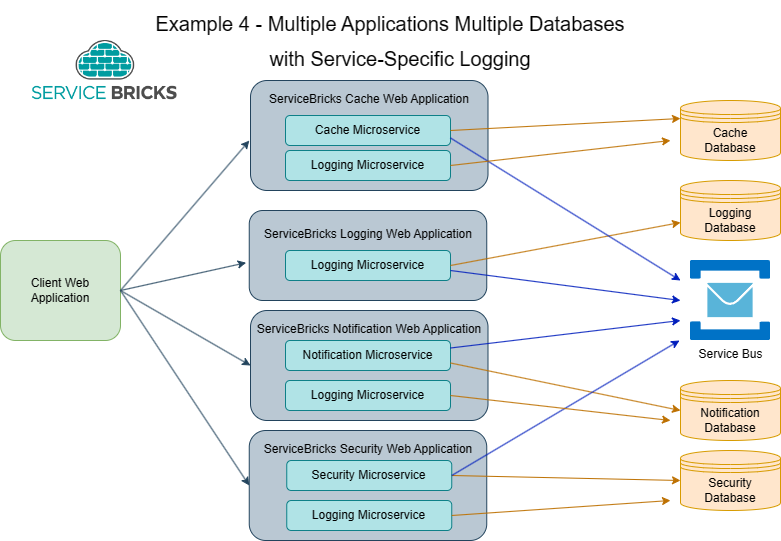 Example 4 - Multiple Applications Multiple Databases
with Service-Specific Logging
SERVICE BRICKS
ServiceBricks Cache Web Application
Cache Microservice
Logging Microservice
Cache
Database
ServiceBricks Logging Web Application
Logging Microservice
Logging
Database
Client Web
Application
Service Bus
ServiceBricks Notification Web Application
Notification Microservice
Logging Microservice
Notification
Database
ServiceBricks Security Web Application
Security Microservice
Logging Microservice
Security
Database